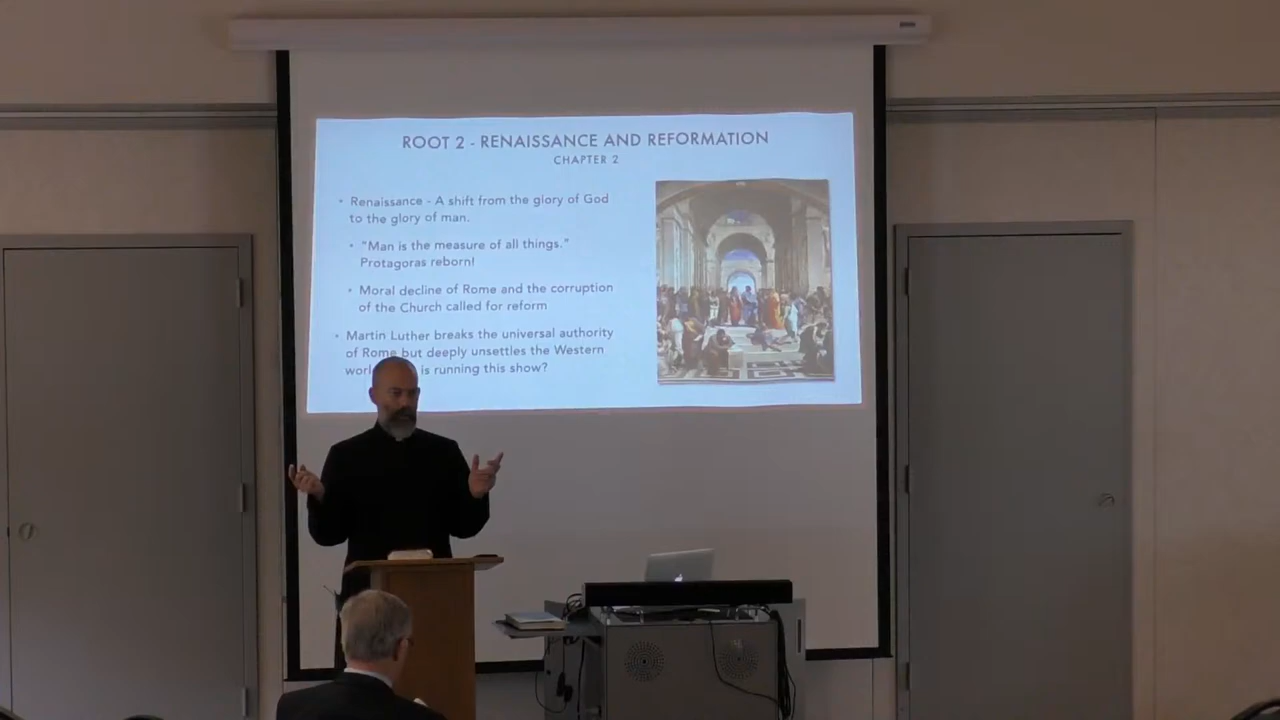 ROOT 2 - RENAISSANCE AND REFORMATION
CHAPTER 2
• Renaissance - A shift from the glory of God
to the glory of man.
• "Man is the measure of all things."
Protagoras reborn!
• Moral decline of Rome and the corruption
of the Church called for reform
• Martin Luther breaks the universal authority
of Rome but deeply unsettles the Western
is running this show?